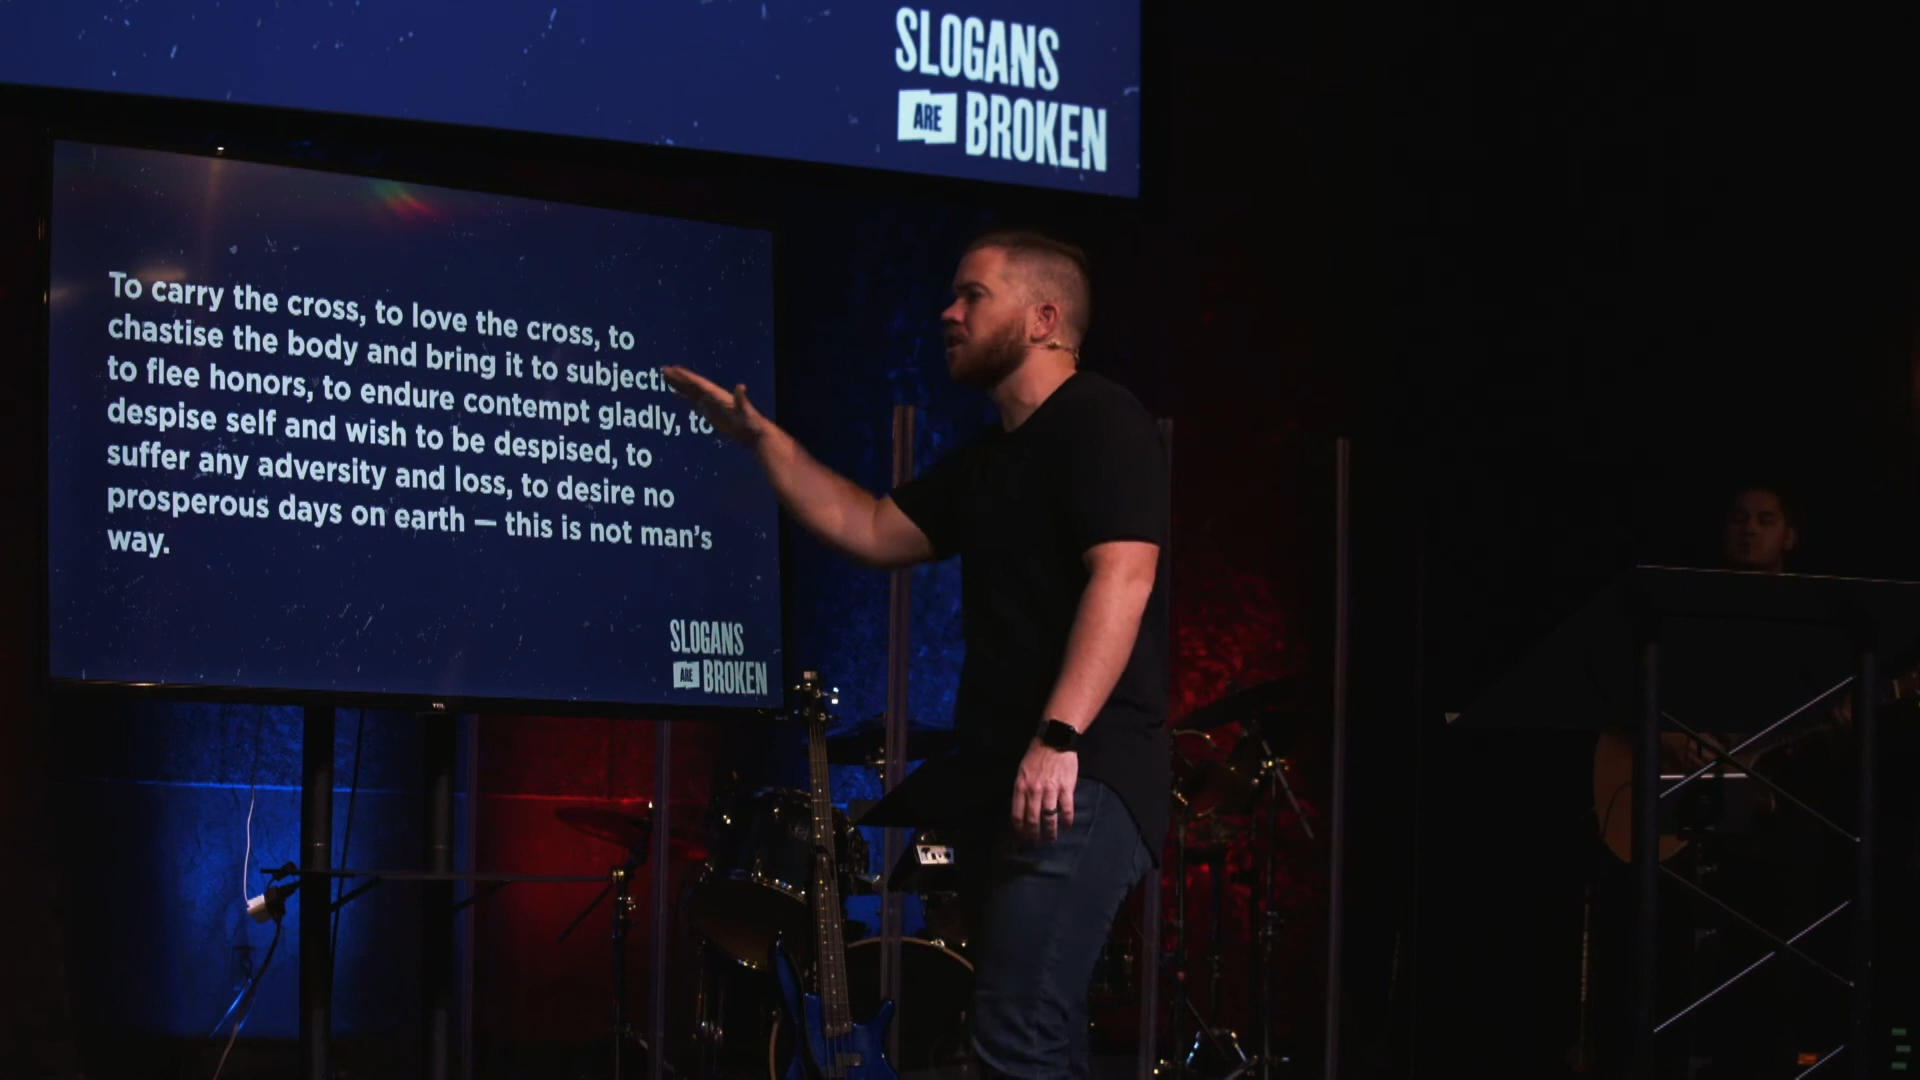 SLOGANS
ARE BROKEN
To carry the cross, to love the cross, to
chastise the body and bring it to
to flee honors, to endure contempt gladly, to
despise self and wish to be despised, to
suffer any adversity and loss, to desire no
prosperous days on earth — this is not man's
way.
SLOGANS
ARE BROKEN
TCL